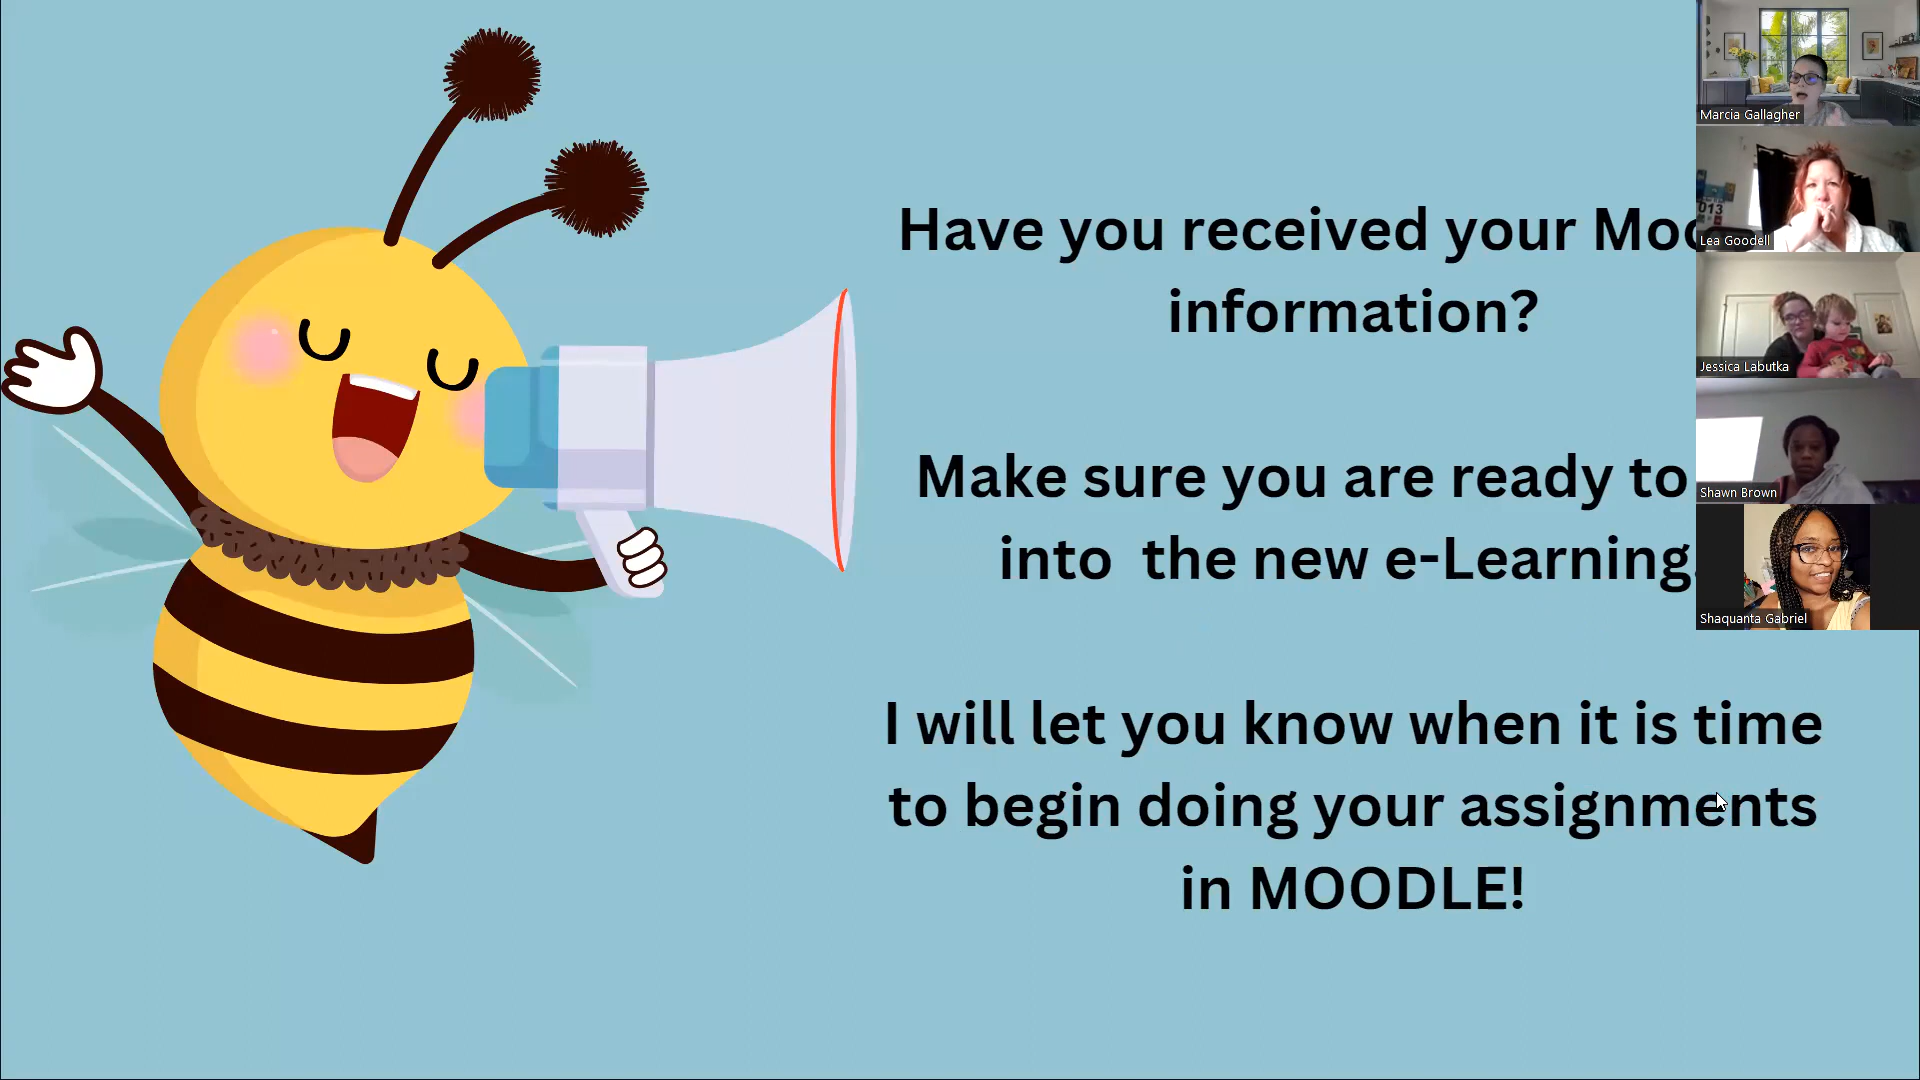 Have you received your
information?
Make sure you are ready to
into the new e-Learning
I will let you know when it is time
to begin doing your assignments
in MOODLE!
Marcia Gallagher
Lea Goodell
013
Jessica Labutka
Shawn Brown
Shaquanta Gabriel